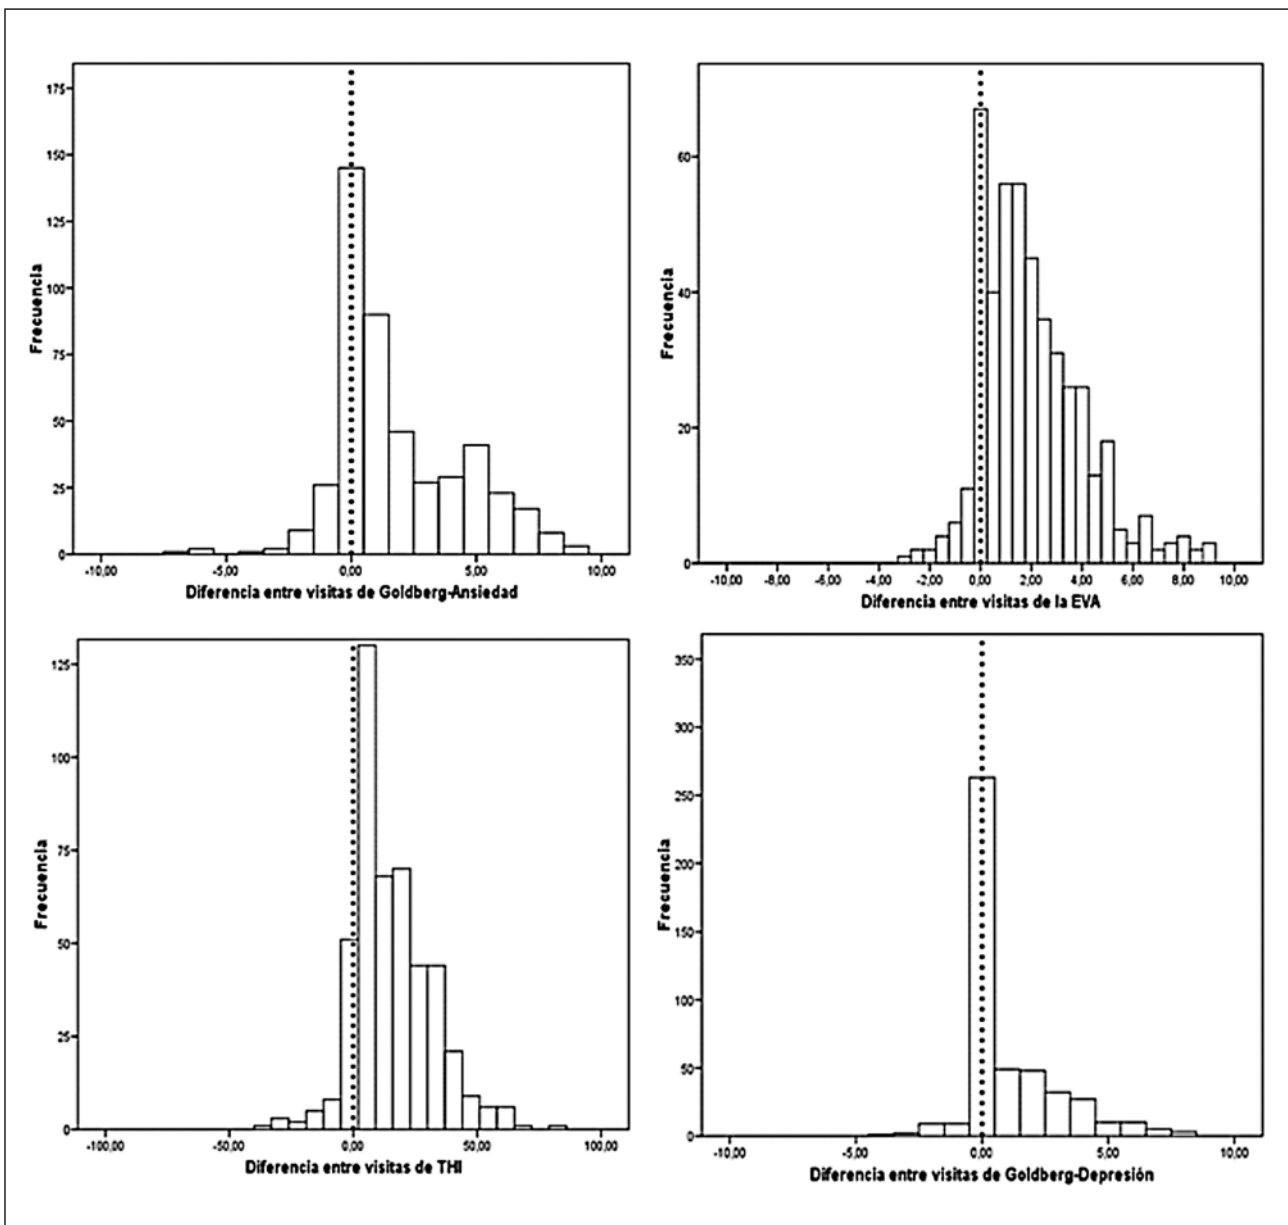 175
150
125
100
75
50
25
0
Frecuencia
-10,00 -5,00 0,00 5,00 10,00
Diferencia entre visitas de Goldberg-Ansiedad
60
40
20
0
Frecuencia
-10,00 -8,00 -6,00 -4,00 -2,00 0,00 2,00 4,00 6,00 8,00 10,00
Diferencia entre visitas de la EVA
125
100
75
50
25
0
Frecuencia
-100,00 -50,00 0,00 50,00 100,00
Diferencia entre visitas de THI
350
300
250
200
150
100
50
0
Frecuencia
-10,00 -5,00 0,00 5,00 10,00
Diferencia entre visitas de Goldberg-Depresión